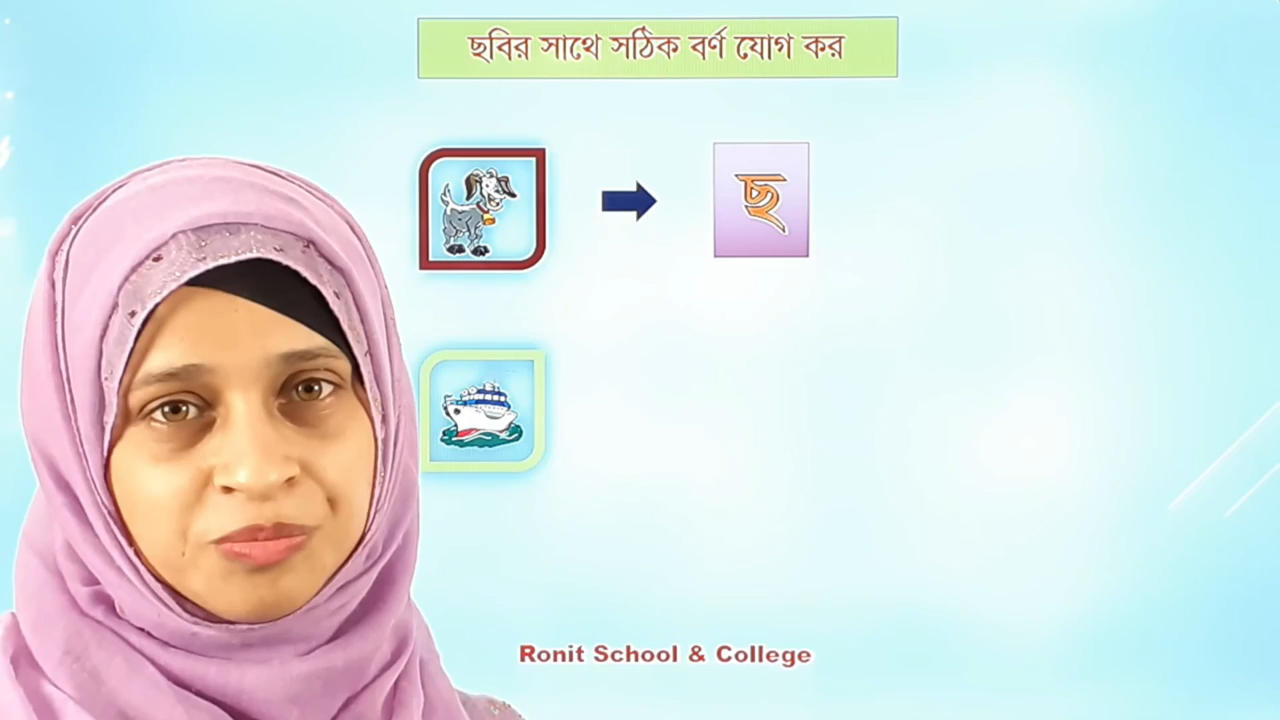 ছবির সাথে সঠিক বর্ণ যোগ কর
ছ
Ronit School & College